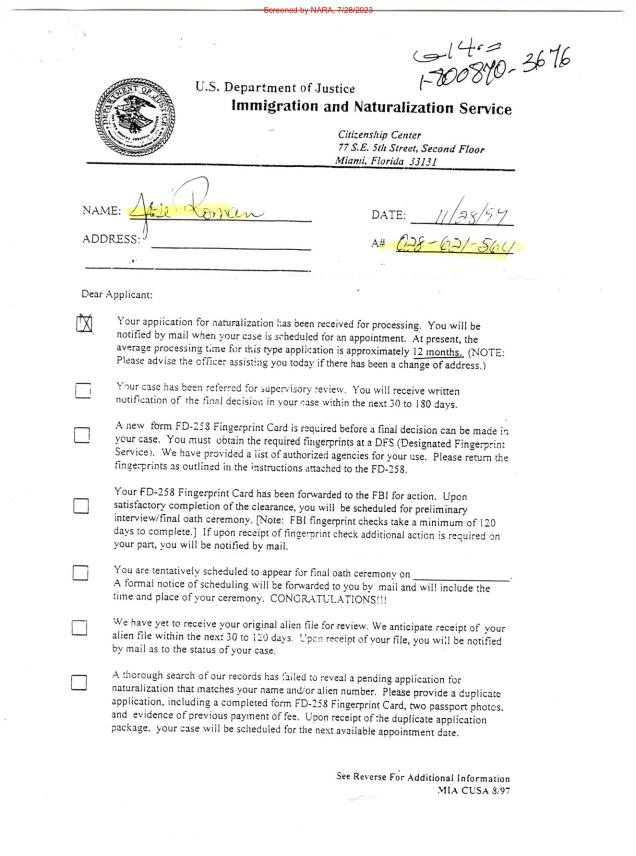 Screened by NARA, 7/28/2023
1-800870-3676
U.S. Department of Justice
Immigration and Naturalization Service
Citizenship Center
77 S.E. 5th Street, Second Floor
Miami, Florida 33131
NAME: Jose Roman
DATE: 11/28/97
ADDRESS:
A# 028-621-564
Dear Applicant:
Your application for naturalization has been received for processing. You will be
notified by mail when your case is scheduled for an appointment. At present, the
average processing time for this type application is approximately 12 months. (NOTE:
Please advise the officer assisting you today if there has been a change of address.)
Your case has been referred for supervisory review. You will receive written
notification of the final decision in your case within the next 30 to 180 days.
A new form FD-258 Fingerprint Card is required before a final decision can be made in
your case. You must obtain the required fingerprints at a DFS (Designated Fingerprint
Service). We have provided a list of authorized agencies for your use. Please return the
fingerprints as outlined in the instructions attached to the FD-258.
Your FD-258 Fingerprint Card has been forwarded to the FBI for action. Upon
satisfactory completion of the clearance, you will be scheduled for preliminary
interview/final oath ceremony. [Note: FBI fingerprint checks take a minimum of 120
days to complete.] If upon receipt of fingerprint check additional action is required on
your part, you will be notified by mail.
You are tentatively scheduled to appear for final oath ceremony on
A formal notice of scheduling will be forwarded to you by mail and will include the
time and place of your ceremony. CONGRATULATIONS!!!
We have yet to receive your original alien file for review. We anticipate receipt of your
alien file within the next 30 to 120 days. Upon receipt of your file, you will be notified
by mail as to the status of your case.
A thorough search of our records has failed to reveal a pending application for
naturalization that matches your name and/or alien number. Please provide a duplicate
application, including a completed form FD-258 Fingerprint Card, two passport photos,
and evidence of previous payment of fee. Upon receipt of the duplicate application
package, your case will be scheduled for the next available appointment date.
See Reverse For Additional Information
MIA CUSA 8/97